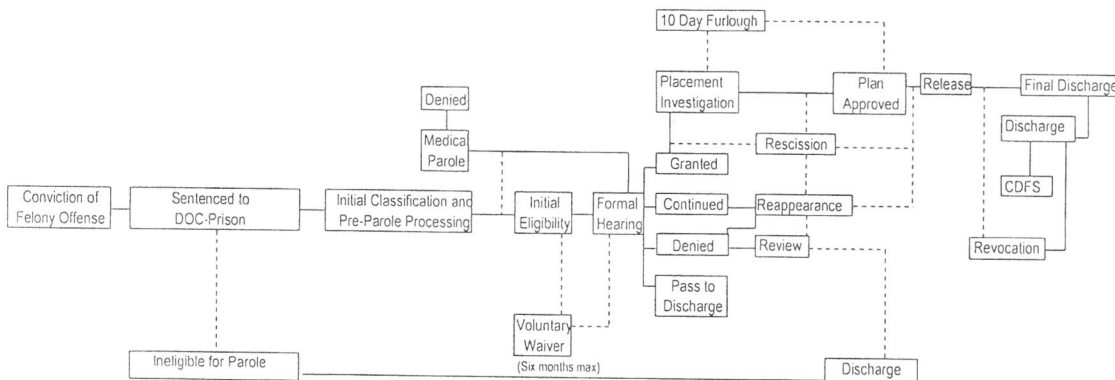 10 Day Furlough
Placement
Investigation
Plan
Approved
Release
Final Discharge
Denied
Medical
Parole
Rescission
Discharge
Granted
CDFS
Conviction of
Felony Offense
Sentenced to
DOC-Prison
Initial Classification and
Pre-Parole Processing
Initial
Eligibility
Formal
Hearing
Continued
Reappearance
Denied
Review
Revocation
Pass to
Discharge
Voluntary
Waiver
(Six months max)
Ineligible for Parole
Discharge